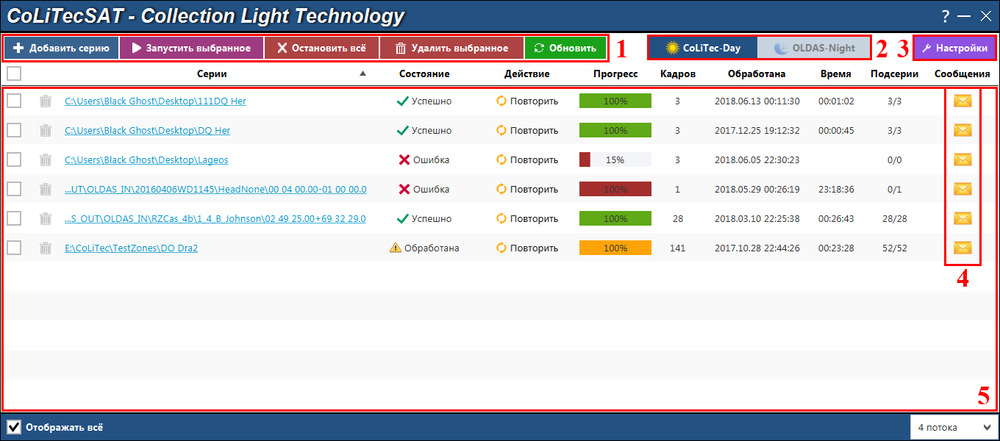 CoLiTecSAT - Collection Light Technology ?
Добавить серию Запустить выбранное Остановить всё Удалить выбранное Обновить 1 CoLiTec-Day OLDAS-Night 2 3 Настройки
Серии Состояние Действие Прогресс Кадров Обработана Время Подсерии Сообщения
C:\Users\Black Ghost\Desktop\111DQ Her Успешно Повторить 100% 3 2018.06.13 00:11:30 00:01:02 3/3
C:\Users\Black Ghost\Desktop\DQ Her Успешно Повторить 100% 3 2017.12.25 19:12:32 00:00:45 3/3
C:\Users\Black Ghost\Desktop\Lageos Ошибка Повторить 15% 3 2018.06.05 22:30:23 0/0
...UT\OLDAS_IN\20160406WD1145\HeadNone\00 04 00.00-01 00 00.0 Ошибка Повторить 100% 1 2018.05.29 00:26:19 23:18:36 0/1
...S_OUT\OLDAS_IN\RZCas_4b\1_4_B_Johnson\02 49 25.00+69 32 29.0 Успешно Повторить 100% 28 2018.03.10 22:25:38 00:26:43 28/28
E:\CoLiTec\TestZones\DO Dra2 Обработана Повторить 100% 141 2017.10.28 22:44:26 00:23:28 52/52
4
5
Отображать всё 4 потока